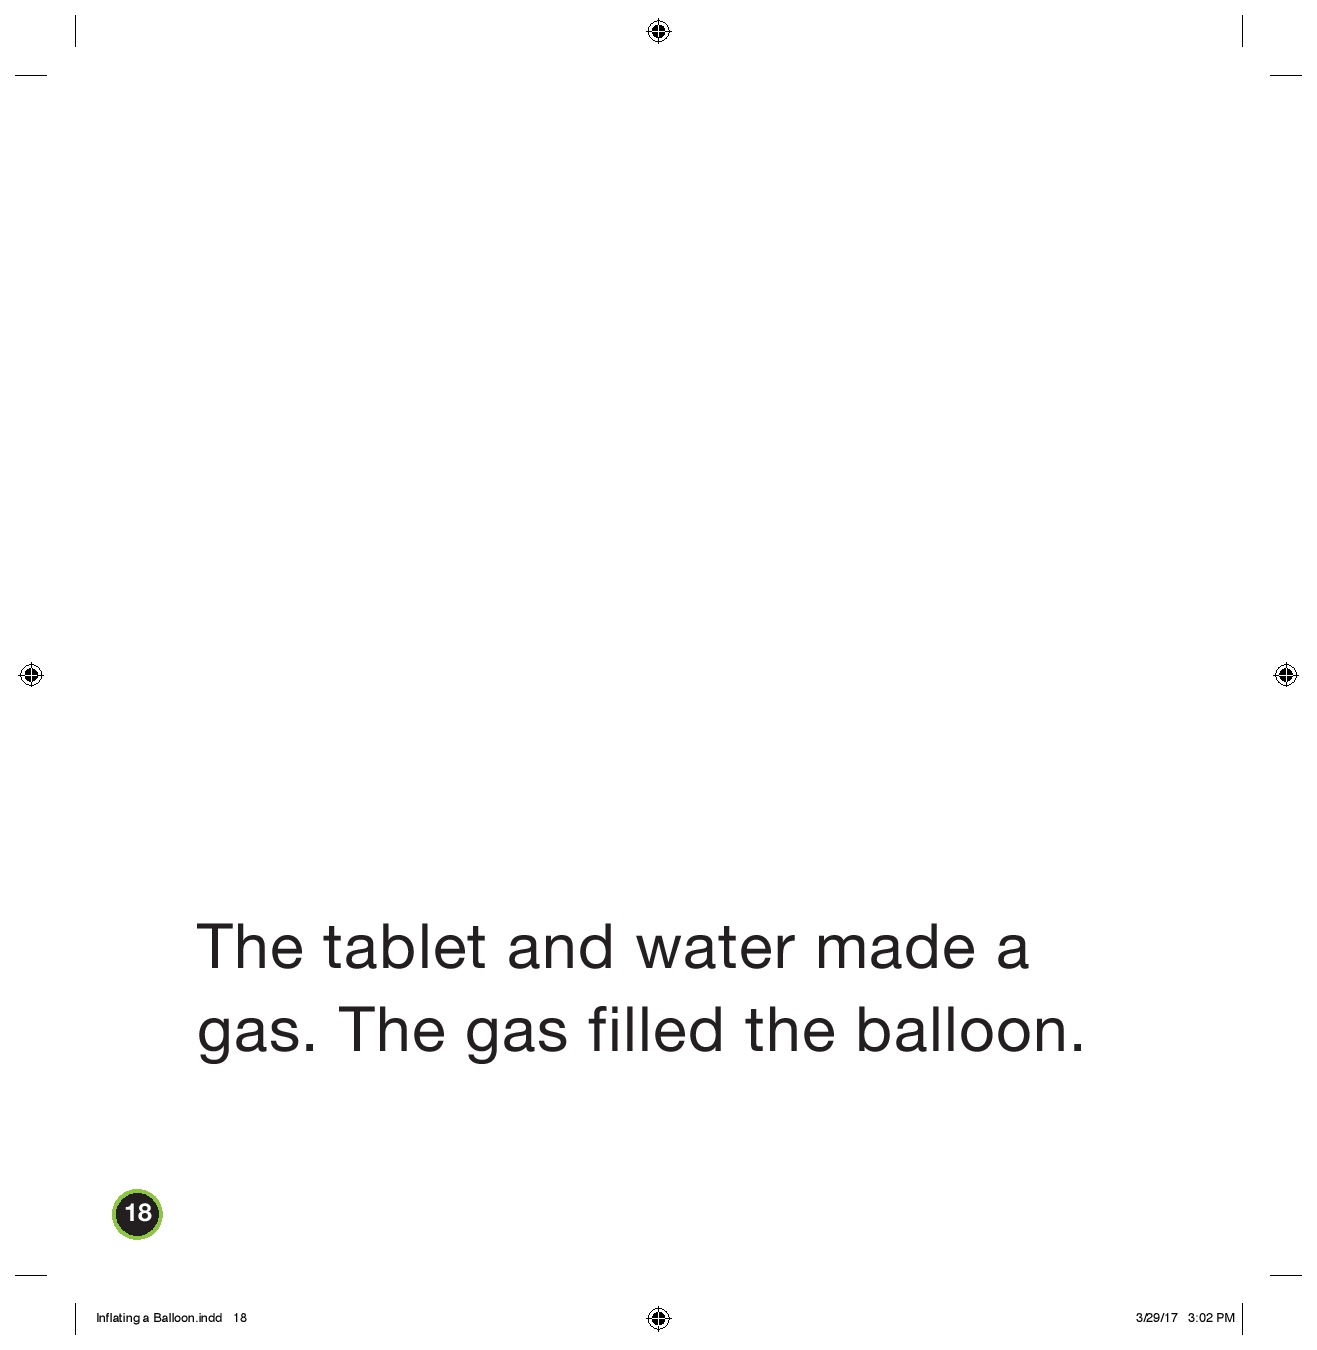 The tablet and water made a
gas. The gas filled the balloon.
18
Inflating a Balloon.indd   18
3/29/17   3:02 PM